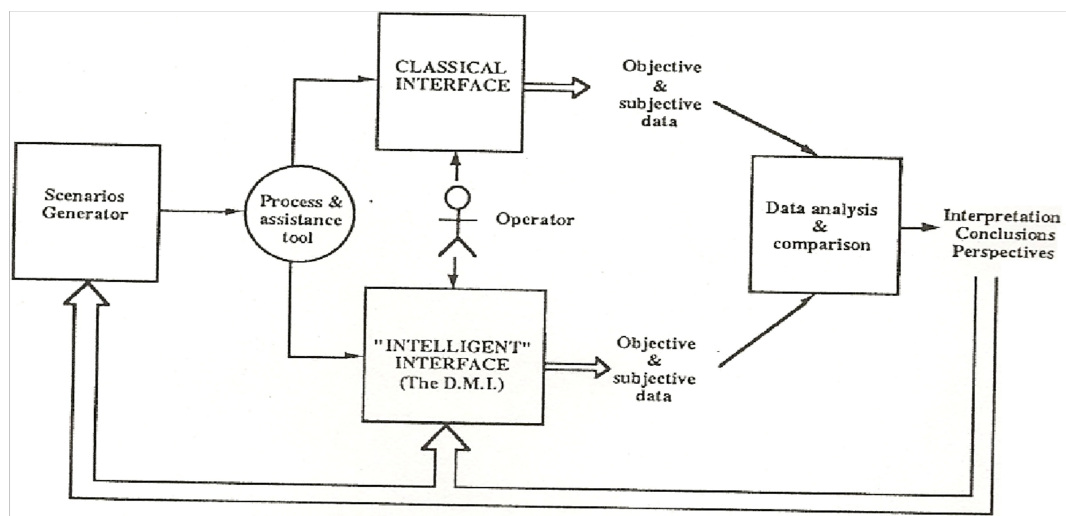 Scenarios
Generator
Process &
assistance
tool
CLASSICAL
INTERFACE
Operator
"INTELLIGENT"
INTERFACE
(The D.M.I.)
Objective
&
subjective
data
Objective
&
subjective
data
Data analysis
&
comparison
Interpretation
Conclusions
Perspectives